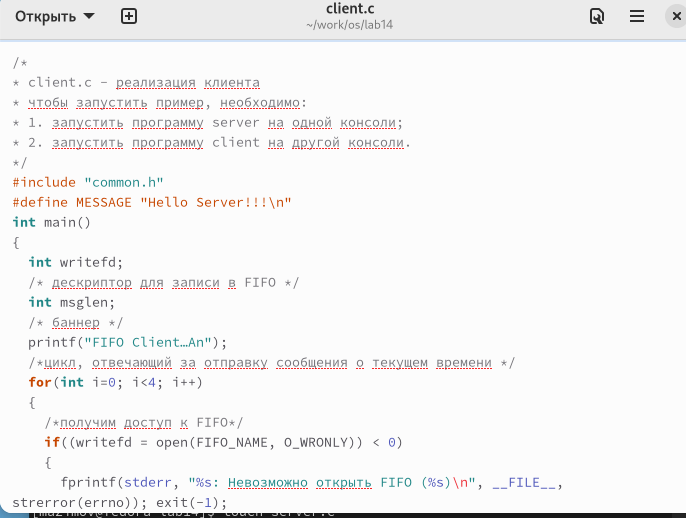 Открыть
client.c
~/work/os/lab14
/*
* client.c - реализация клиента
* чтобы запустить пример, необходимо:
* 1. запустить программу server на одной консоли;
* 2. запустить программу client на другой консоли.
*/
#include "common.h"
#define MESSAGE "Hello Server!!!\n"
int main()
{
int writefd;
/* дескриптор для записи в FIFO */
int msglen;
/* баннер */
printf("FIFO Client…An");
/*цикл, отвечающий за отправку сообщения о текущем времени */
for(int i=0; i<4; i++)
{
/*получим доступ к FIFO*/
if((writefd = open(FIFO_NAME, O_WRONLY)) < 0)
{
fprintf(stderr, "%s: Невозможно открыть FIFO (%s)\n", __FILE__,
strerror(errno)); exit(-1);